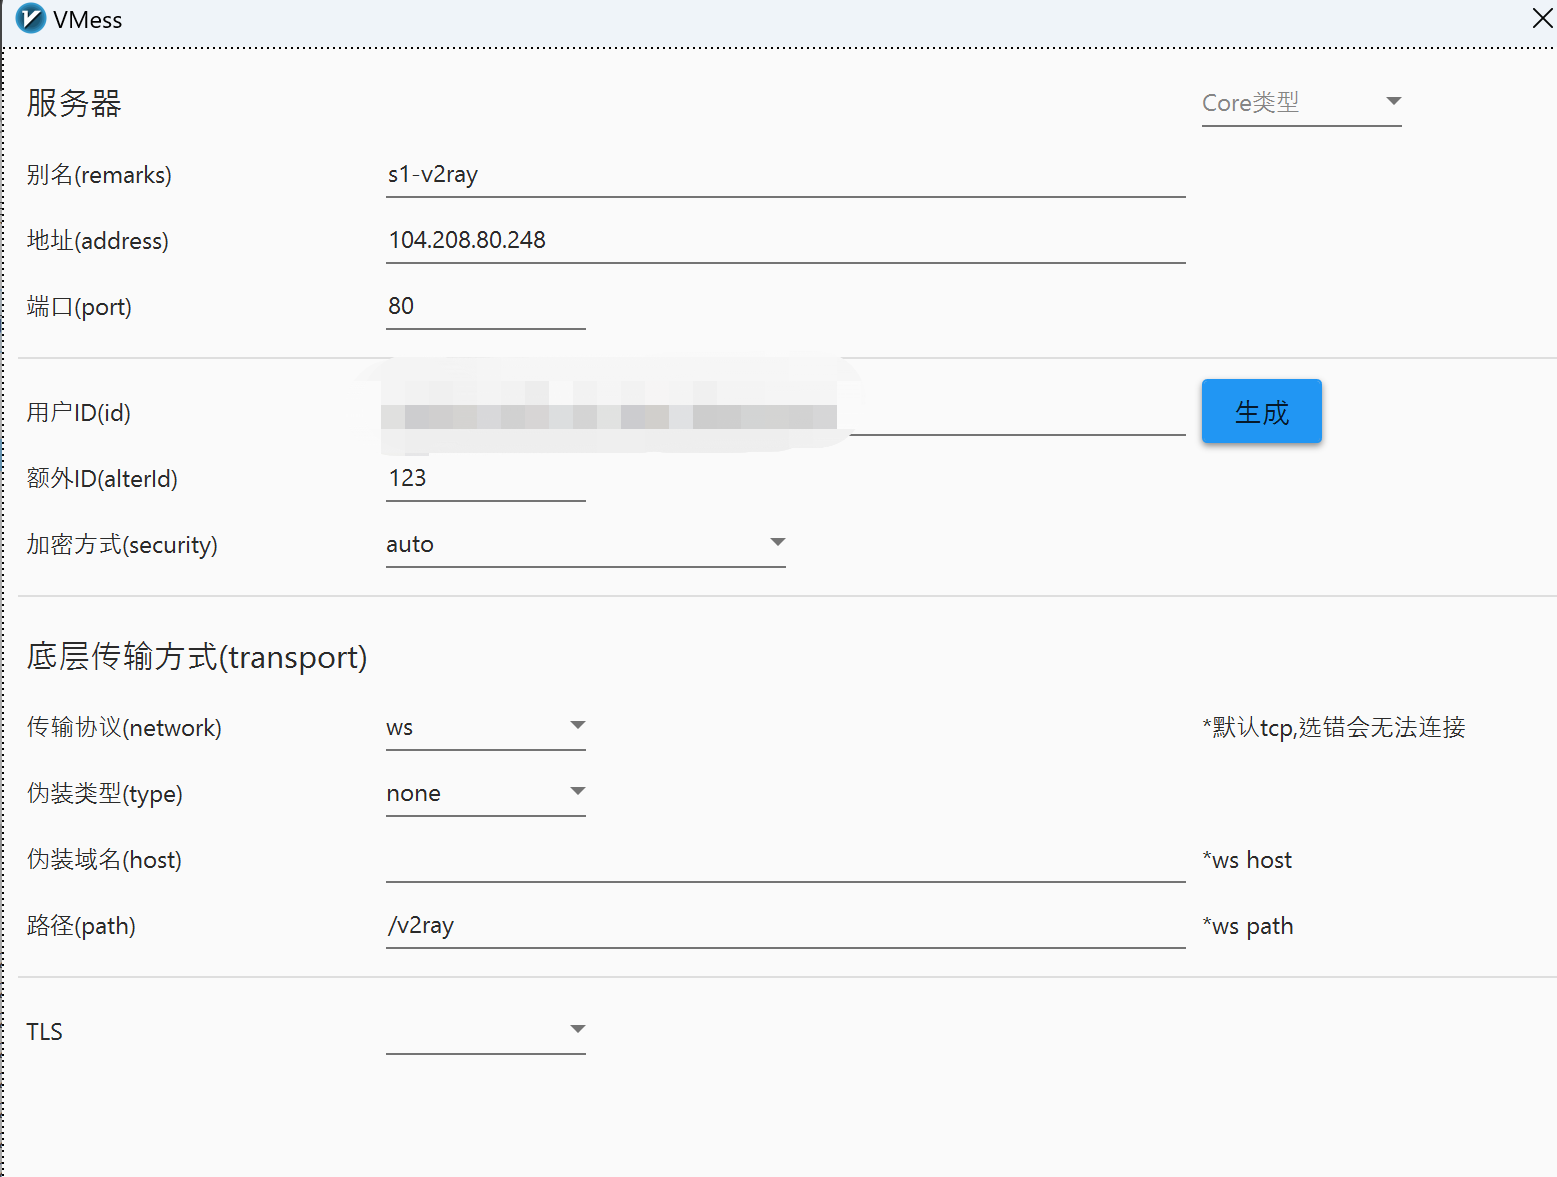 VMess
服务器
Core类型
别名(remarks)
s1-v2ray
地址(address)
104.208.80.248
端口(port)
80
用户ID(id)
生成
额外ID(alterId)
123
加密方式(security)
auto
底层传输方式(transport)
传输协议(network)
ws
*默认tcp,选错会无法连接
伪装类型(type)
none
伪装域名(host)
*ws host
路径(path)
/v2ray
*ws path
TLS